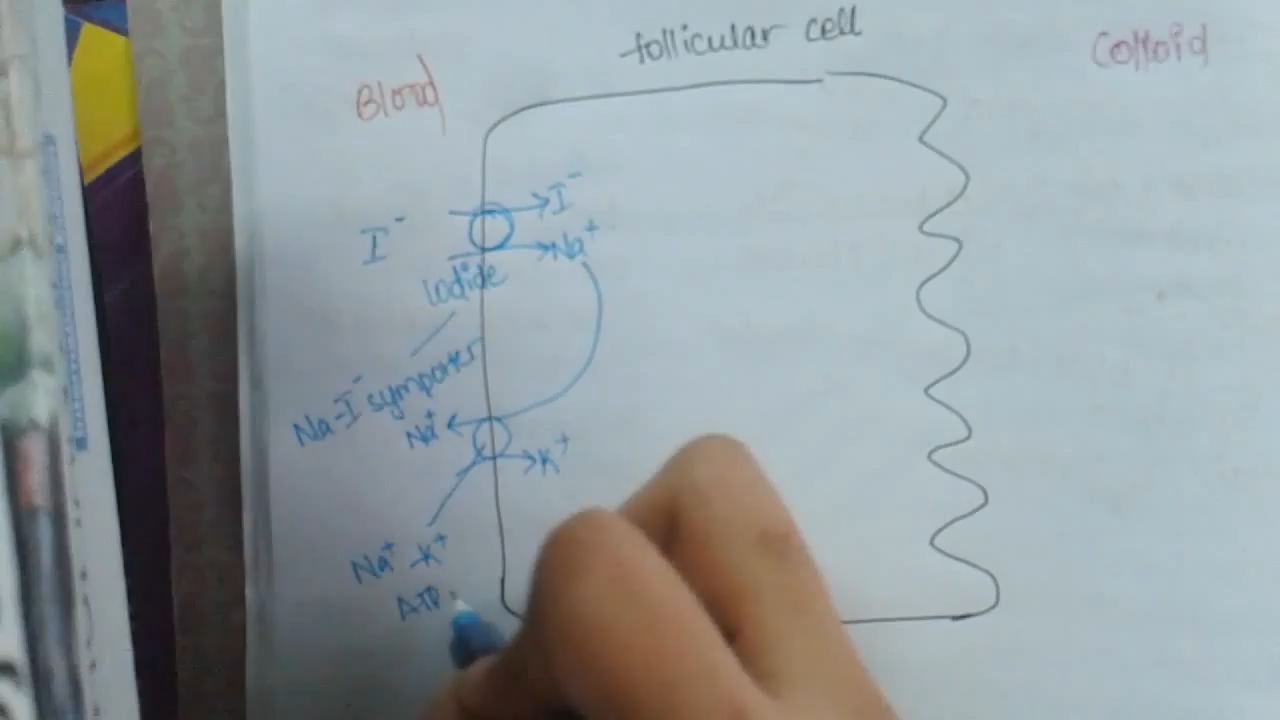 follicular cell
Colloid
Blood
I⁻
I⁻
Na⁺
Iodide
Na-I⁻ symporter
Na⁺
K⁺
Na⁺-K⁺
ATP